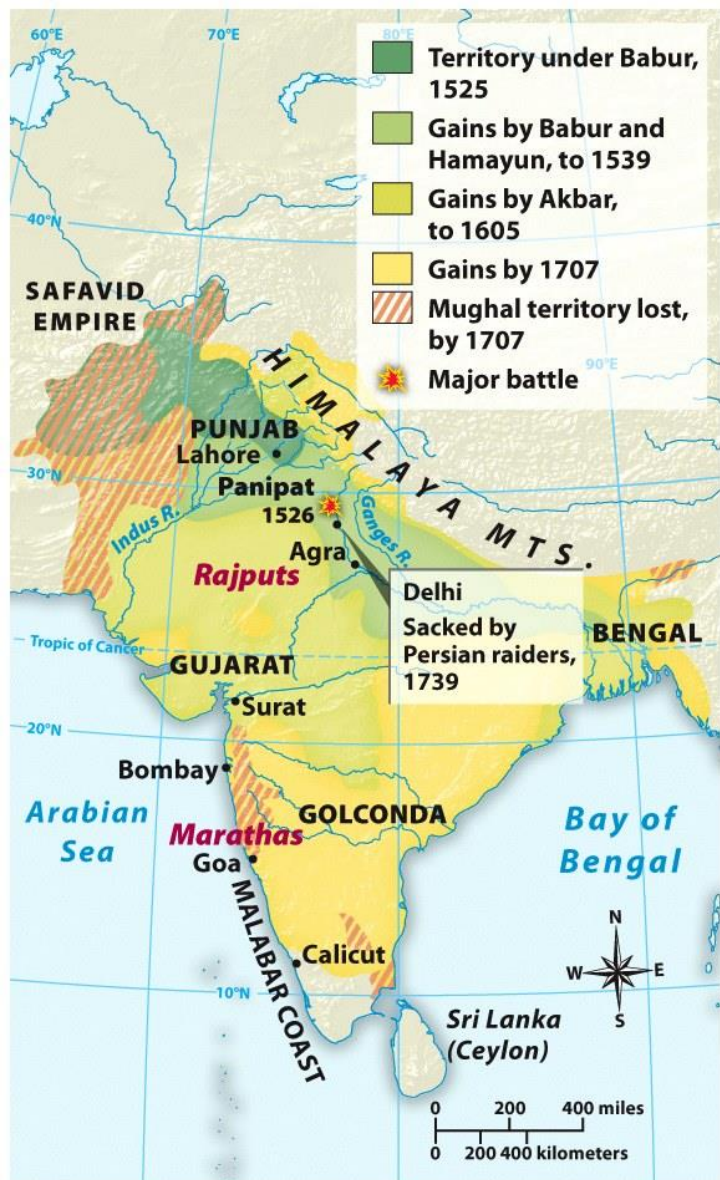 60°E
70°E
80°E
Territory under Babur,
1525
Gains by Babur and
Hamayun, to 1539
Gains by Akbar,
to 1605
Gains by 1707
Mughal territory lost,
by 1707
Major battle
40°N
SAFAVID
EMPIRE
90°E
HIMALAYA MTS.
PUNJAB
Lahore
30°N
Panipat
1526
Indus R.
Ganges R.
Agra
Rajputs
Delhi
Sacked by
Persian raiders,
1739
BENGAL
Tropic of Cancer
GUJARAT
Surat
20°N
Bombay
Arabian
Sea
GOLCONDA
Bay of
Bengal
Marathas
Goa
MALABAR COAST
Calicut
N
W
E
S
10°N
Sri Lanka
(Ceylon)
0 200 400 miles
0 200 400 kilometers